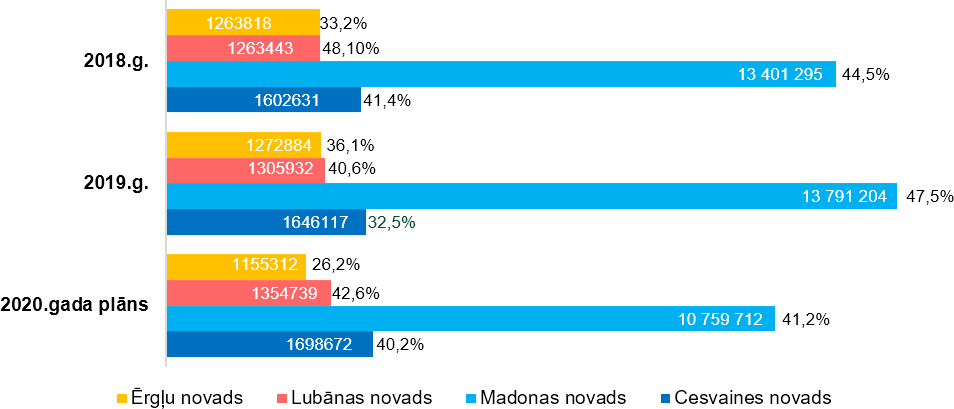 1263818 33,2%
1263443 48,10%
2018.g.
13 401 295 44,5%
1602631 41,4%
1272884 36,1%
1305932 40,6%
2019.g.
13 791 204 47,5%
1646117 32,5%
1155312 26,2%
1354739 42,6%
2020.gada plāns
10 759 712 41,2%
1698672 40,2%
Ērgļu novads Lubānas novads Madonas novads Cesvaines novads